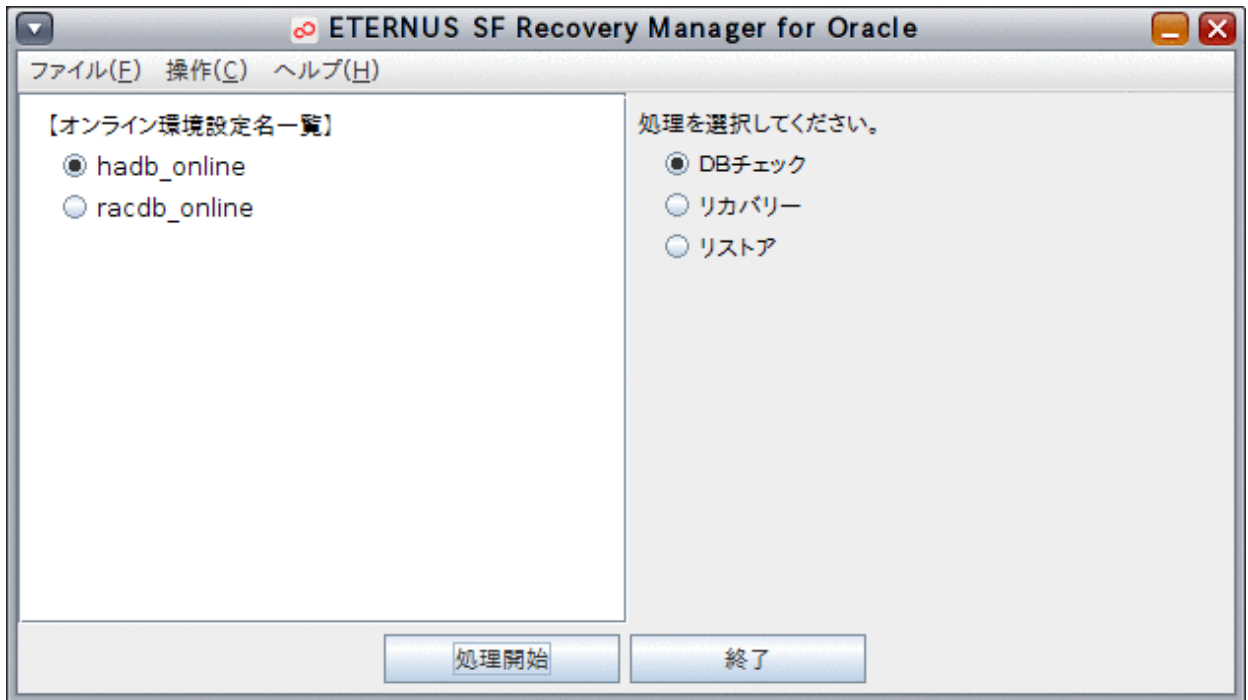 ETERNUS SF Recovery Manager for Oracle
ファイル(F) 操作(C) ヘルプ(H)
【オンライン環境設定名一覧】
hadb_online
racdb_online
処理を選択してください。
DBチェック
リカバリー
リストア
処理開始
終了